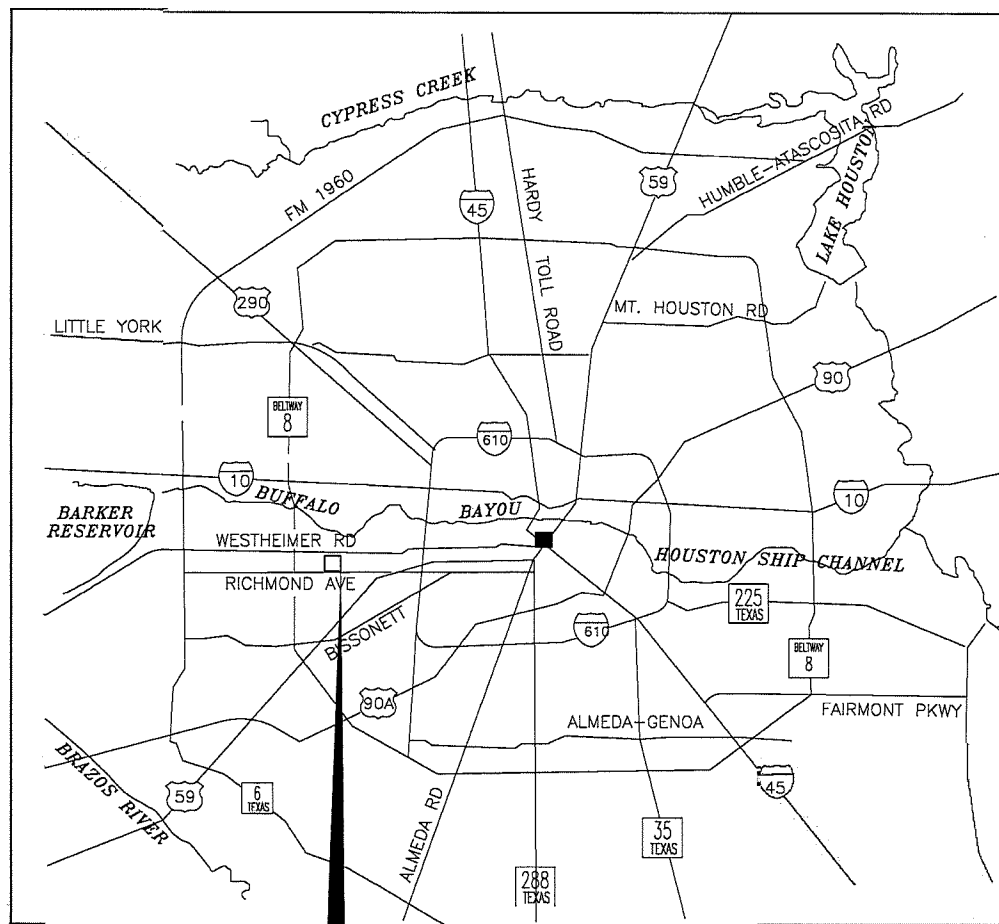 CYPRESS CREEK
HUMBLE-ATASCOSITA RD
HARDY
TOLL ROAD
59
45
FM 1960
LAKE HOUSTON
290
MT. HOUSTON RD
LITTLE YORK
90
BELTWAY
8
610
10
10
BUFFALO
BAYOU
BARKER
RESERVOIR
WESTHEIMER RD
HOUSTON SHIP CHANNEL
RICHMOND AVE
225
TEXAS
BISSONETT
610
BELTWAY
8
90A
ALMEDA-GENOA
FAIRMONT PKWY
BRAZOS RIVER
59
6
TEXAS
ALMEDA RD
45
35
TEXAS
288
TEXAS